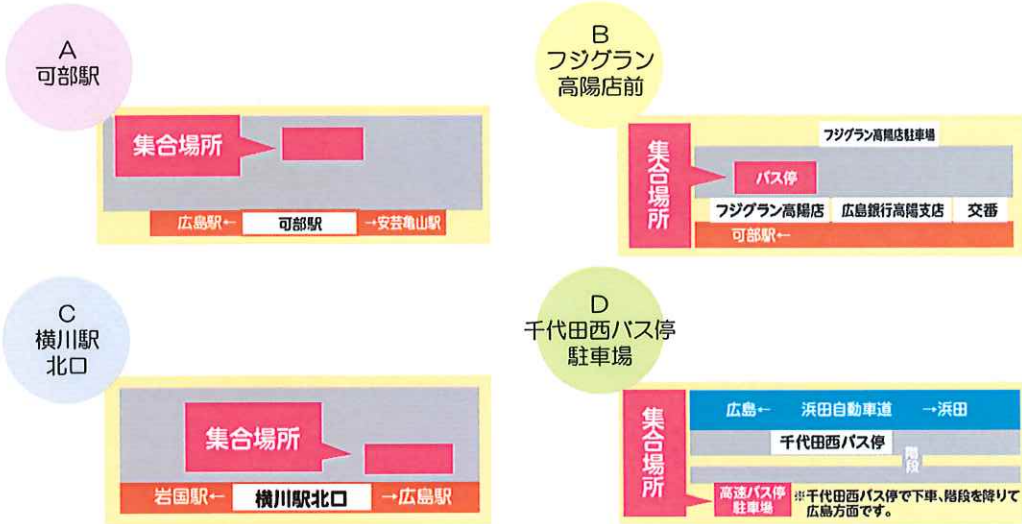 A
可部駅
集合場所
広島駅←
可部駅
→安芸亀山駅
B
フジグラン
高陽店前
集合場所
フジグラン高陽店駐車場
バス停
フジグラン高陽店
広島銀行高陽支店
交番
可部駅←
C
横川駅
北口
集合場所
岩国駅←
横川駅北口
→広島駅
D
千代田西バス停
駐車場
集合場所
広島←
浜田自動車道
→浜田
千代田西バス停
階段
高速バス停
駐車場
※千代田西バス停で下車、階段を降りて
広島方面です。